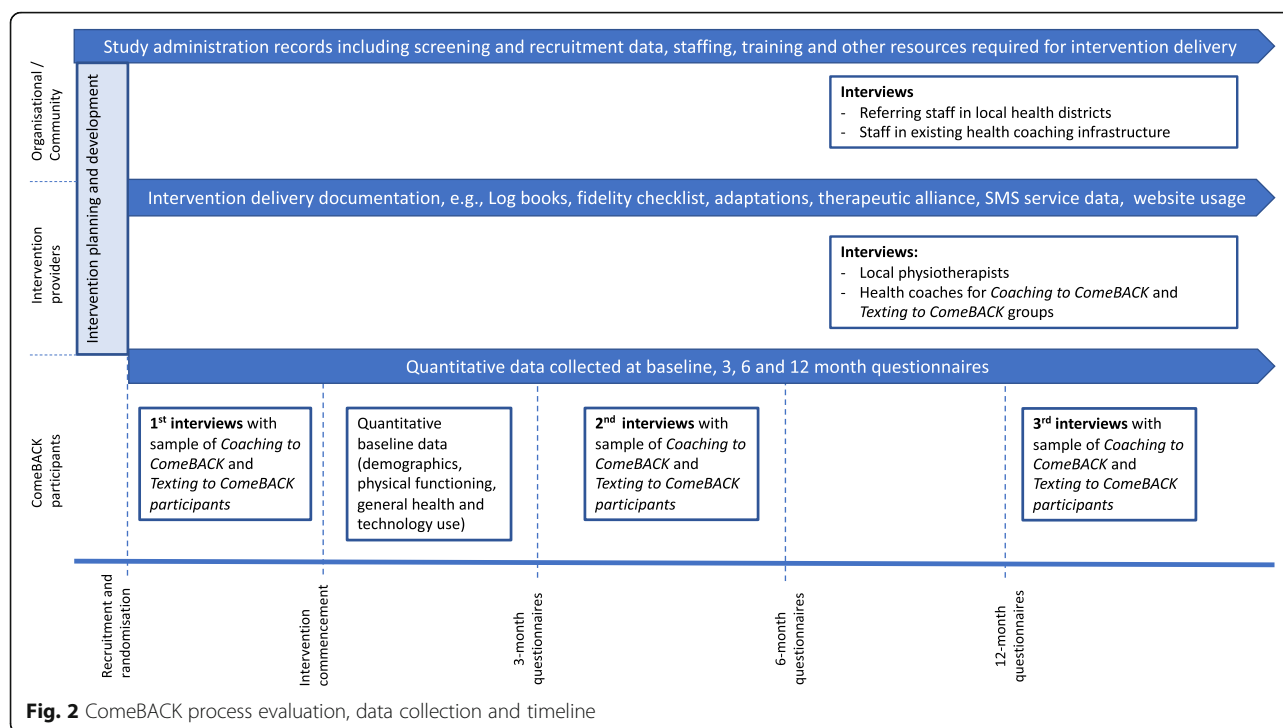 Study administration records including screening and recruitment data, staffing, training and other resources required for intervention delivery
Organisational /
Community
Intervention planning and development
Interviews
- Referring staff in local health districts
- Staff in existing health coaching infrastructure
Intervention delivery documentation, e.g., Log books, fidelity checklist, adaptations, therapeutic alliance, SMS service data, website usage
Intervention
providers
Interviews:
- Local physiotherapists
- Health coaches for Coaching to ComeBACK and
Texting to ComeBACK groups
Quantitative data collected at baseline, 3, 6 and 12 month questionnaires
ComeBACK
participants
1st interviews with
sample of Coaching to
ComeBACK and
Texting to ComeBACK
participants
Quantitative
baseline data
(demographics,
physical functioning,
general health and
technology use)
2nd interviews with
sample of Coaching to
ComeBACK and
Texting to ComeBACK
participants
3rd interviews with
sample of Coaching to
ComeBACK and
Texting to ComeBACK
participants
Recruitment and
randomisation
Intervention
commencement
3-month
questionnaires
6-month
questionnaires
12-month
questionnaires
Fig. 2 ComeBACK process evaluation, data collection and timeline